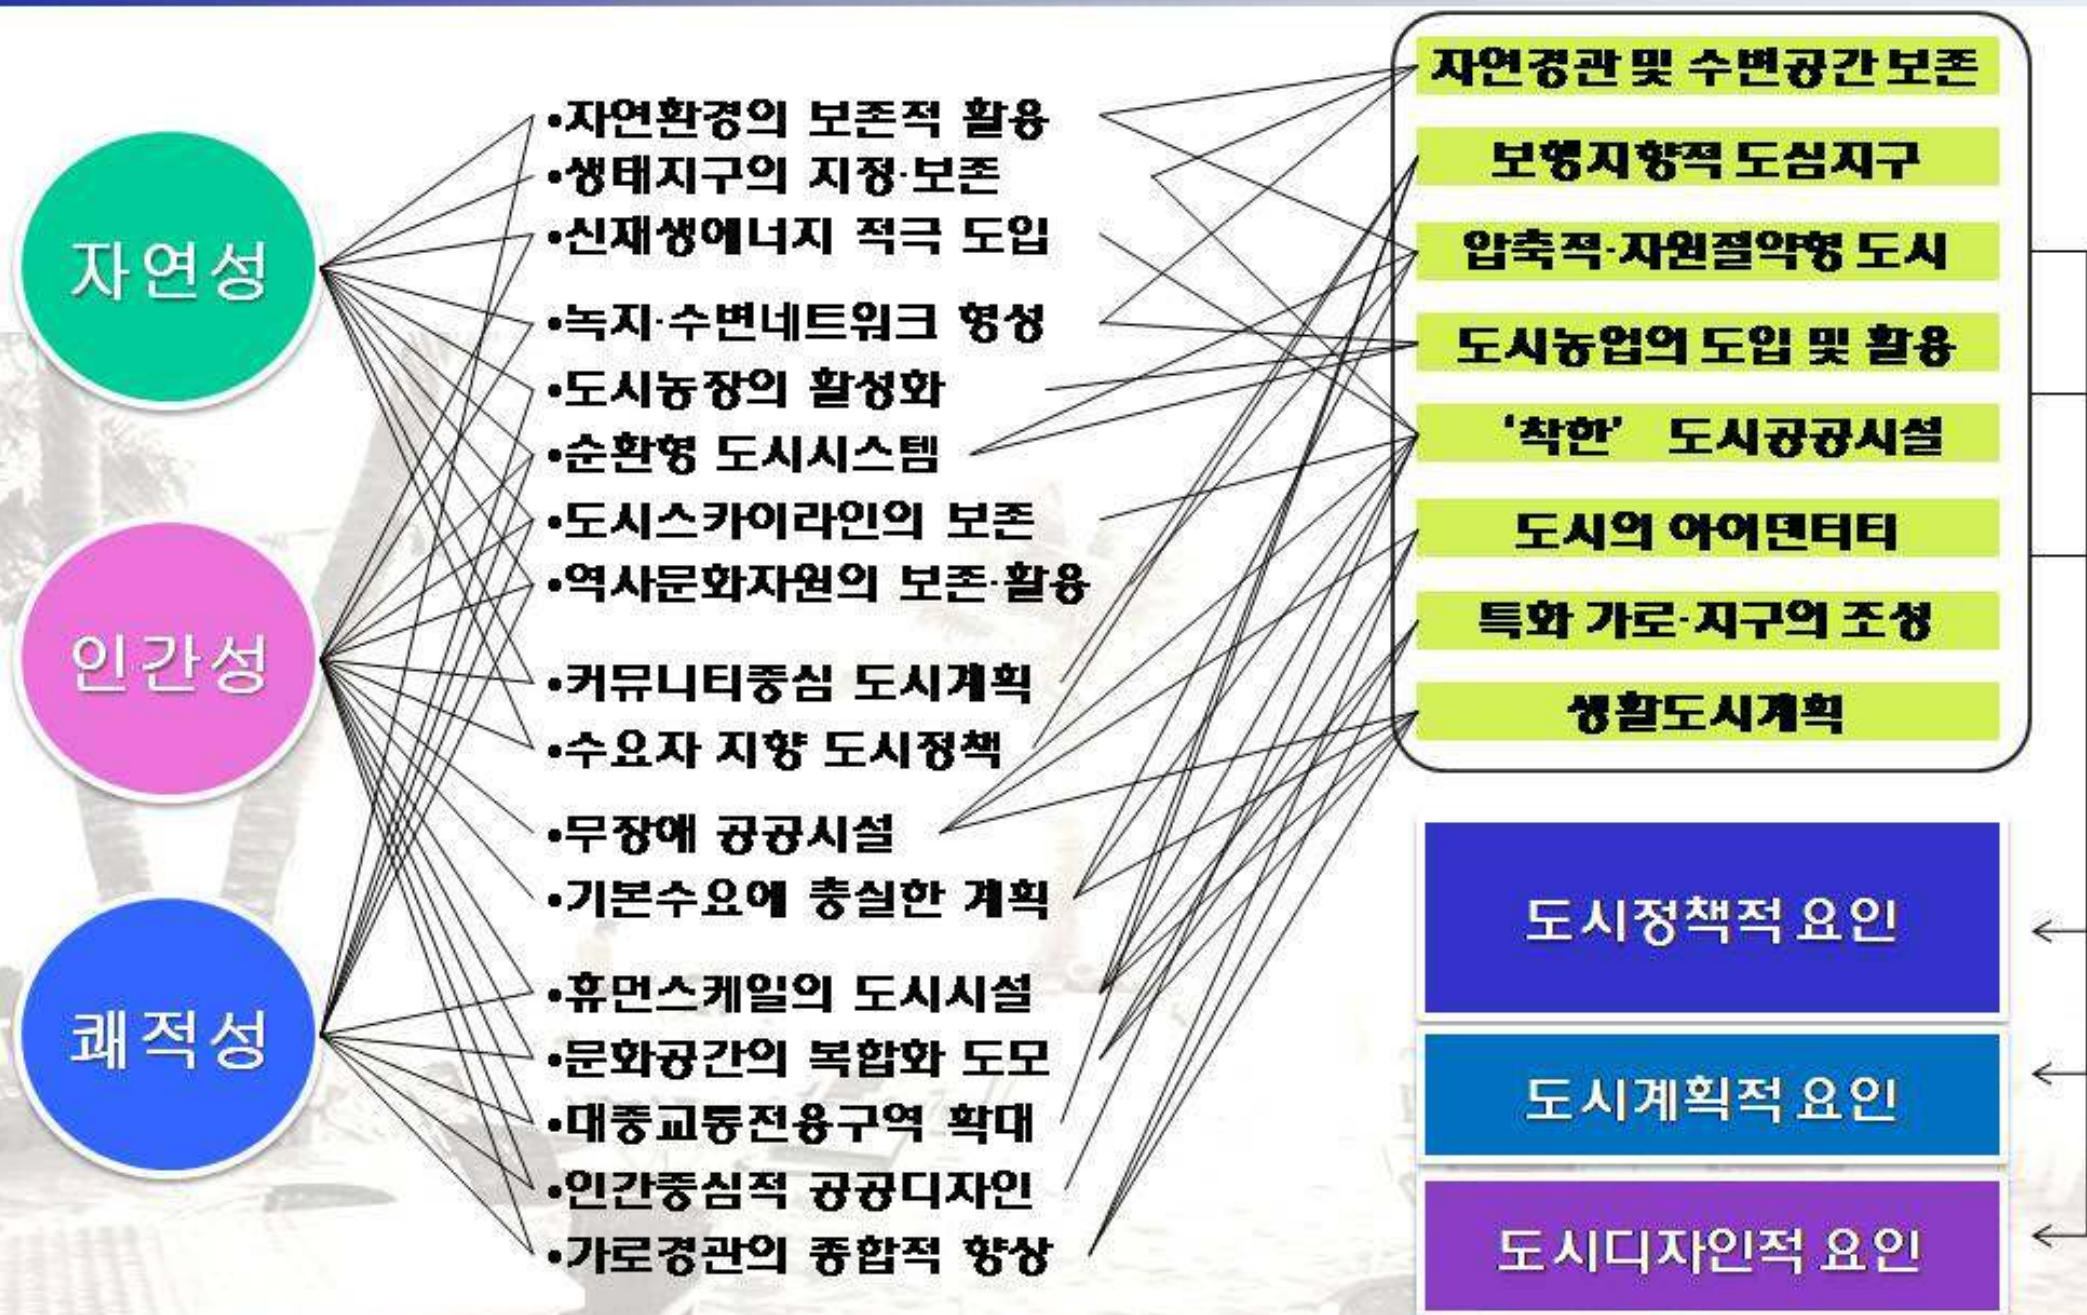 자연성
인간성
쾌적성
•자연환경의 보존적 활용
•생태지구의 지정·보존
•신재생에너지 적극 도입
•녹지·수변네트워크 형성
•도시농장의 활성화
•순환형 도시시스템
•도시스카이라인의 보존
•역사문화자원의 보존·활용
•커뮤니티중심 도시계획
•수요자 지향 도시정책
•무장애 공공시설
•기본수요에 충실한 계획
•휴먼스케일의 도시시설
•문화공간의 복합화 도모
•대중교통전용구역 확대
•인간중심적 공공디자인
•가로경관의 종합적 향상
자연경관 및 수변공간 보존
보행지향적 도심지구
압축적·자원절약형 도시
도시농업의 도입 및 활용
‘착한’ 도시공공시설
도시의 아이덴터티
특화 가로·지구의 조성
생활도시계획
도시정책적 요인
도시계획적 요인
도시디자인적 요인